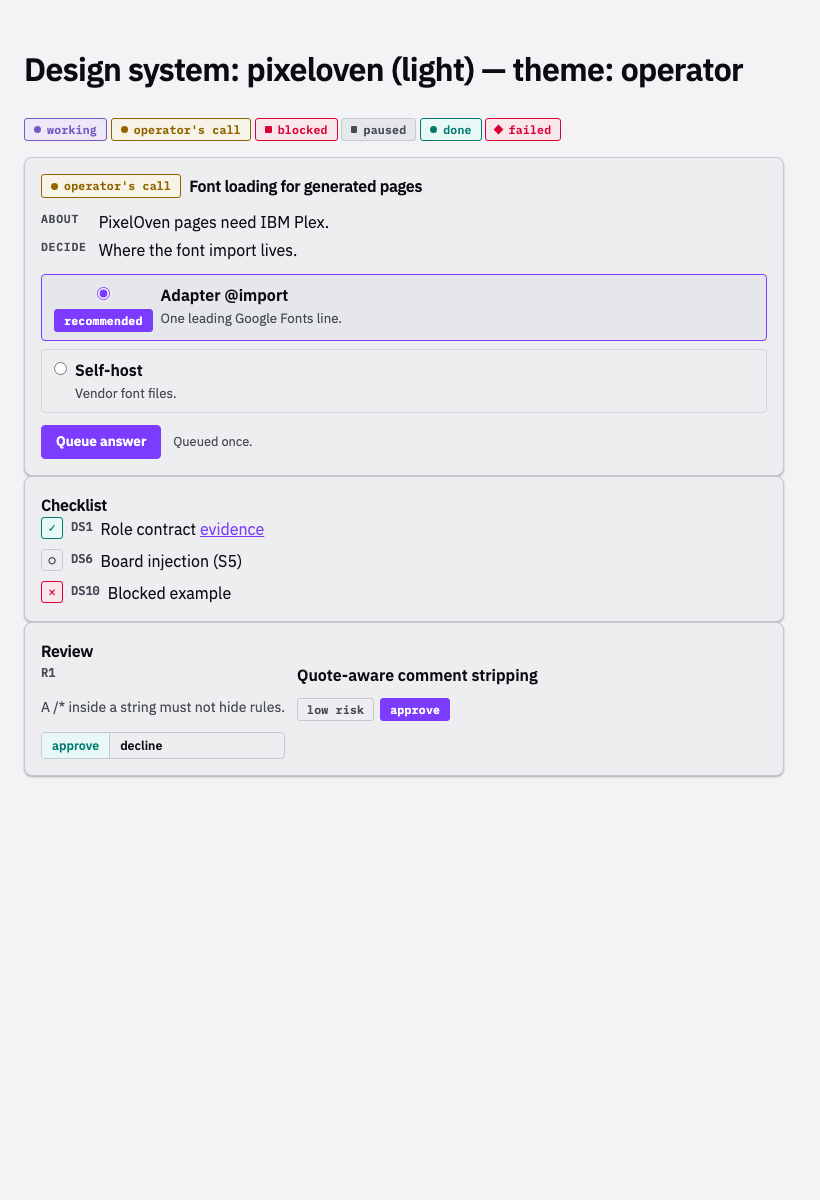 Design system: pixeloven (light) — theme: operator
working operator's call blocked paused done failed
operator's call Font loading for generated pages
ABOUT PixelOven pages need IBM Plex.
DECIDE Where the font import lives.
Adapter @import
recommended One leading Google Fonts line.
Self-host
Vendor font files.
Queue answer Queued once.
Checklist
✓ DS1 Role contract evidence
○ DS6 Board injection (S5)
✕ DS10 Blocked example
Review
R1 Quote-aware comment stripping
A /* inside a string must not hide rules. low risk approve
approve decline